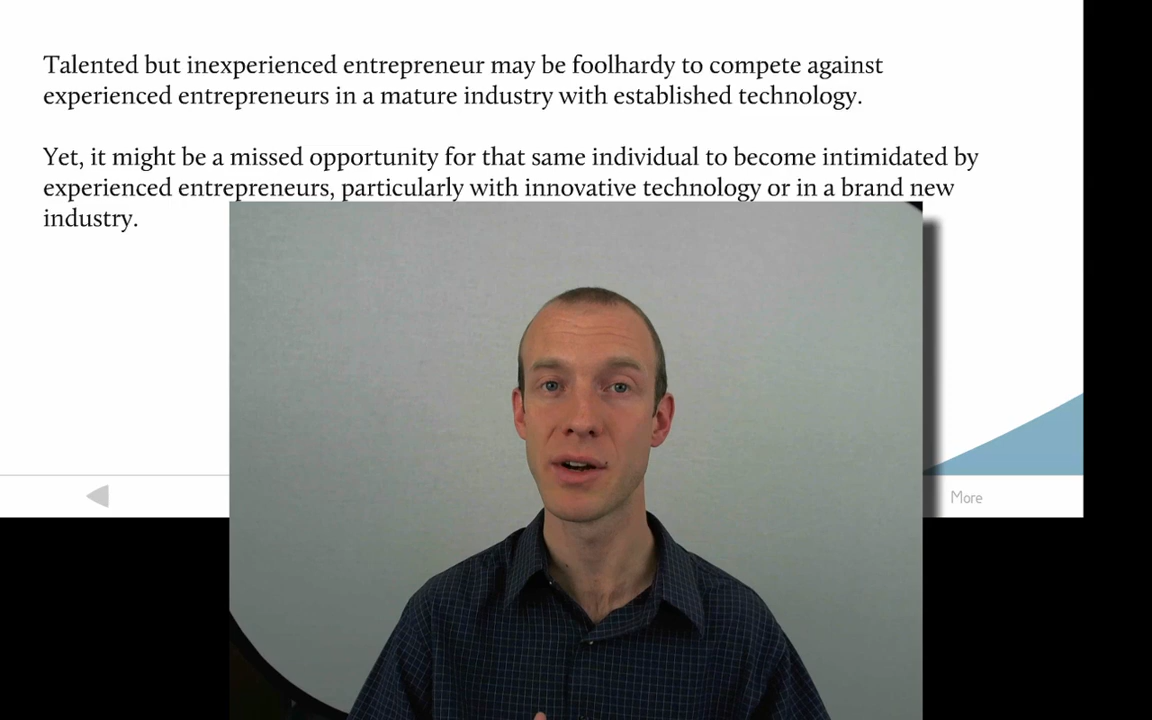 Talented but inexperienced entrepreneur may be foolhardy to compete against
experienced entrepreneurs in a mature industry with established technology.
Yet, it might be a missed opportunity for that same individual to become intimidated by
experienced entrepreneurs, particularly with innovative technology or in a brand new
industry.
More